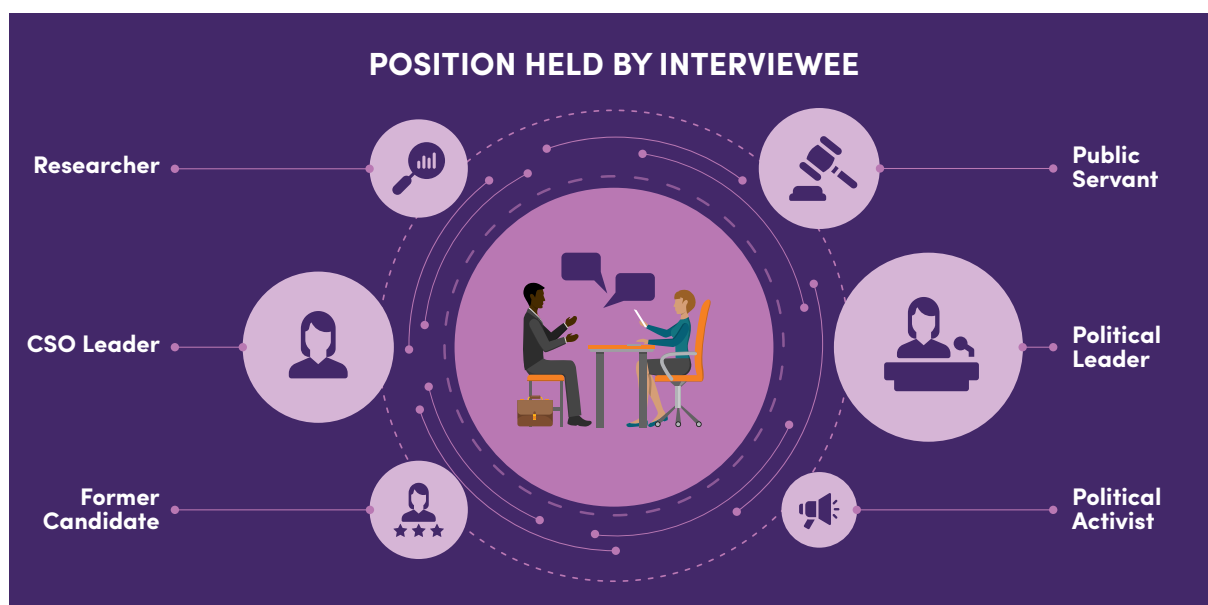 POSITION HELD BY INTERVIEWEE
Researcher
CSO Leader
Former
Candidate
Public
Servant
Political
Leader
Political
Activist